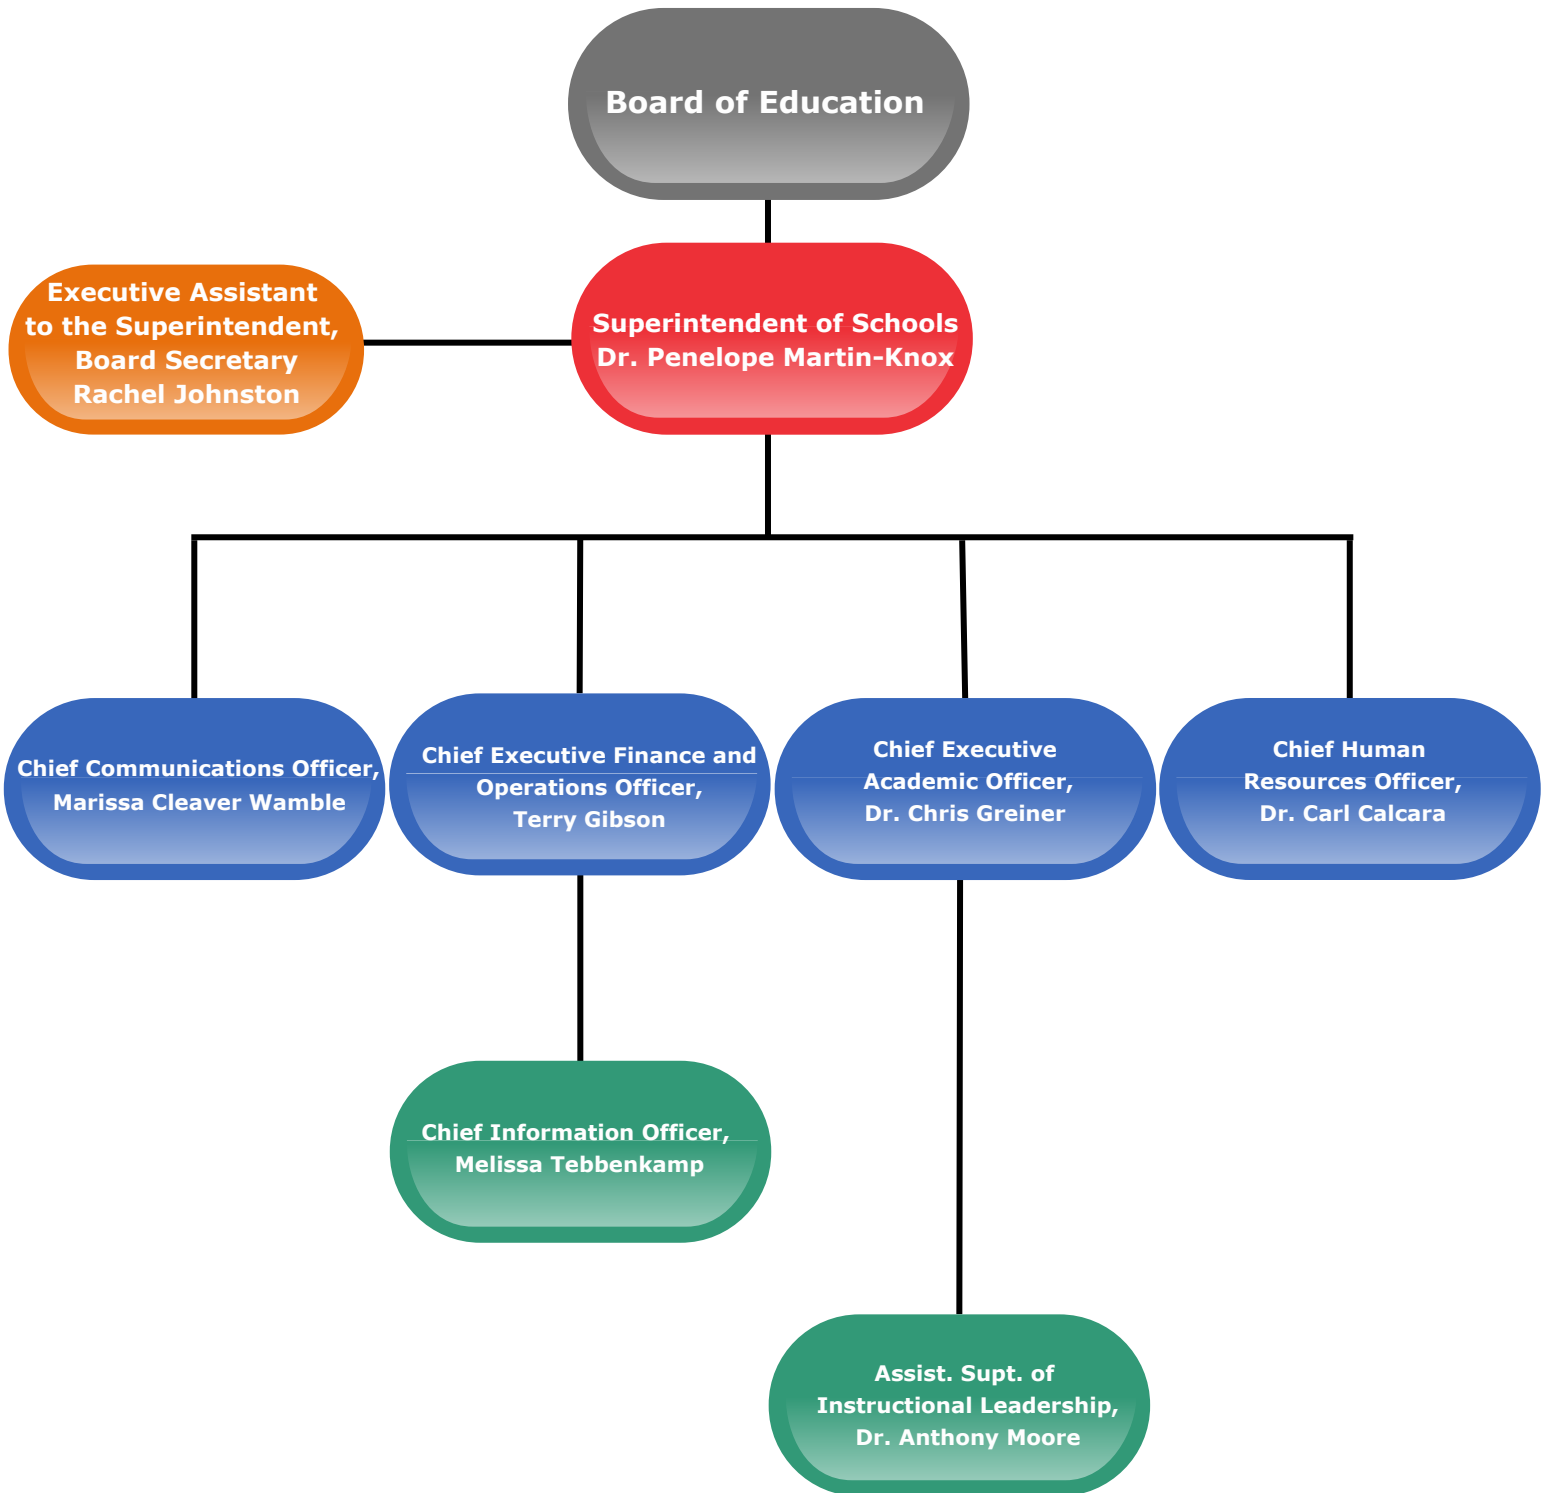 Board of Education
Executive Assistant
to the Superintendent,
Board Secretary
Rachel Johnston
Superintendent of Schools
Dr. Penelope Martin-Knox
Chief Communications Officer,
Marissa Cleaver Wamble
Chief Executive Finance and
Operations Officer,
Terry Gibson
Chief Executive
Academic Officer,
Dr. Chris Greiner
Chief Human
Resources Officer,
Dr. Carl Calcara
Chief Information Officer,
Melissa Tebbenkamp
Assist. Supt. of
Instructional Leadership,
Dr. Anthony Moore